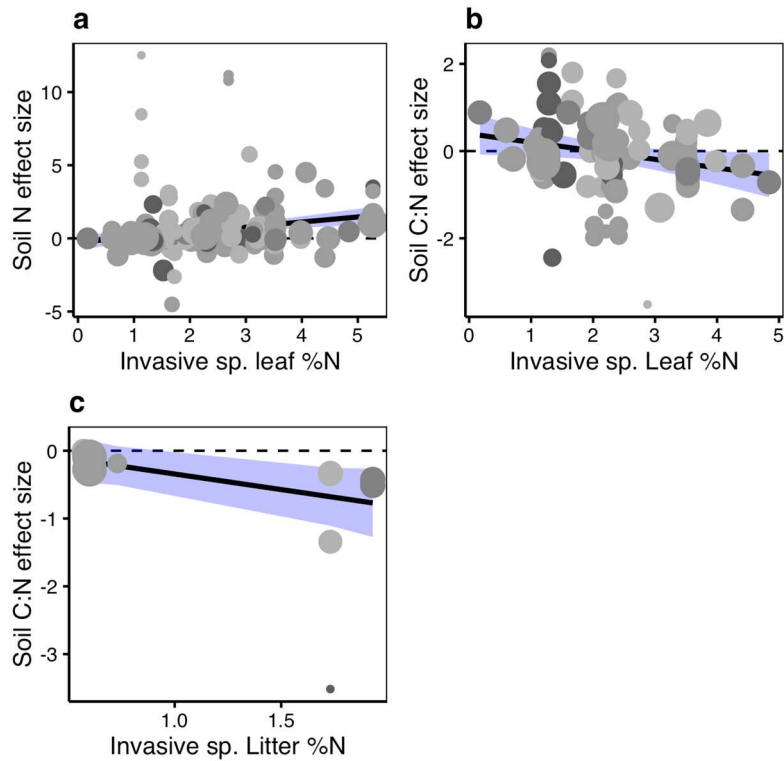 a
Soil N effect size
10
5
0
-5
0 1 2 3 4 5
Invasive sp. leaf %N
b
Soil C:N effect size
2
0
-2
0 1 2 3 4 5
Invasive sp. Leaf %N
c
Soil C:N effect size
0
-1
-2
-3
1.0 1.5
Invasive sp. Litter %N